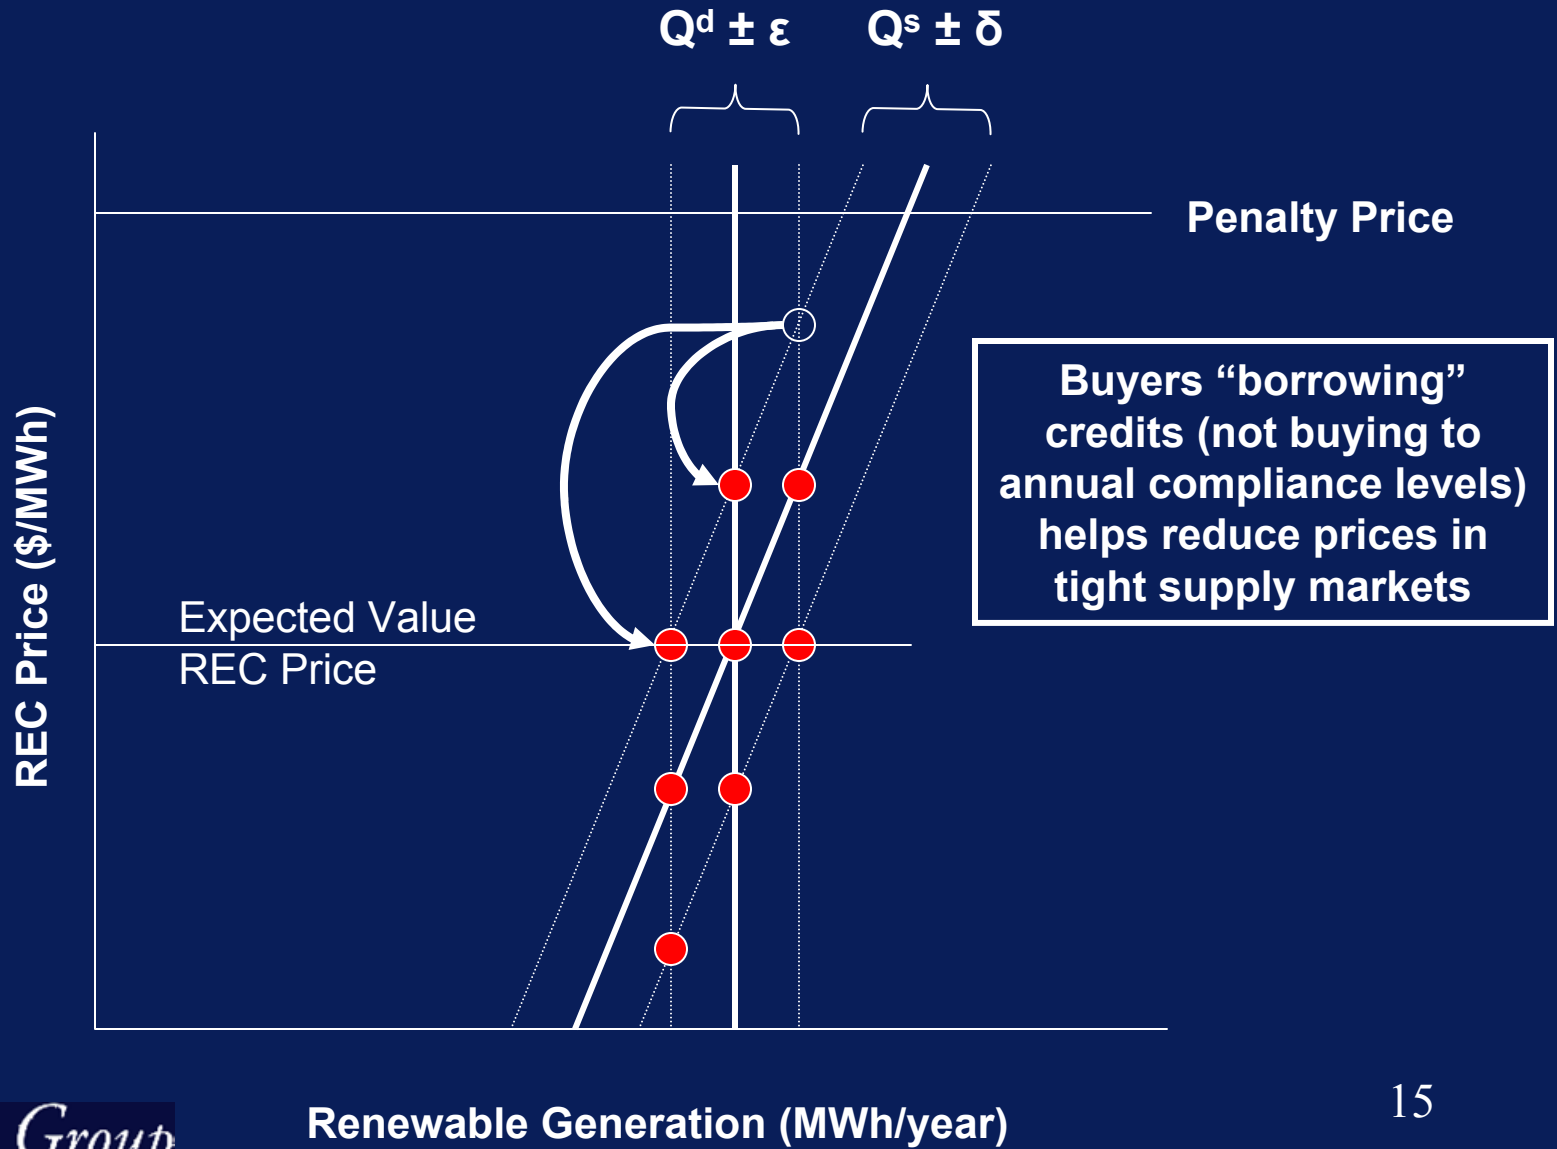 Qᵈ ± ε Qˢ ± δ
Penalty Price
Buyers “borrowing”
credits (not buying to
annual compliance levels)
helps reduce prices in
tight supply markets
REC Price ($/MWh)
Expected Value
REC Price
Renewable Generation (MWh/year)
15
Group